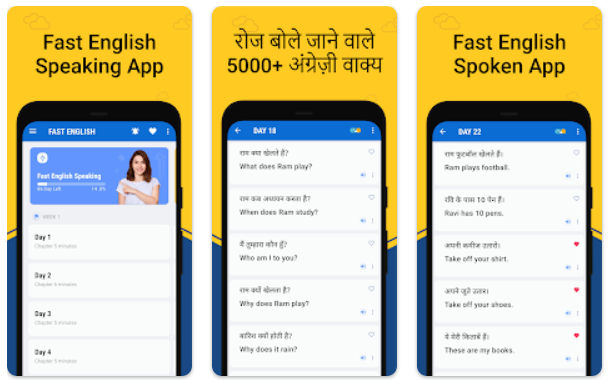 Fast English
Speaking App
FAST ENGLISH
Fast English Speaking
day Left
WEEK 1
Day 1
Chapter 5 minutes
Day 2
Chapter 5 minutes
Day 3
Chapter 5 minutes
Day 4
Chapter 5 minutes
रोज बोले जाने वाले
5000+ अंग्रेज़ी वाक्य
DAY 18
राम क्या खेलते हैं?
What does Ram play?
राम कब अध्ययन करता है?
When does Ram study?
मैं तुम्हारा कौन हूँ?
Who am I to you?
राम क्यों खेलता है?
Why does Ram play?
बारिश क्यों होती है?
Why does it rain?
Fast English
Spoken App
DAY 22
राम फुटबॉल खेलते हैं।
Ram plays football.
रवि के पास 10 पेन हैं।
Ravi has 10 pens.
अपनी कमीज उतारो।
Take off your shirt.
अपने जूते उतार।
Take off your shoes.
ये मेरी किताबें हैं।
These are my books.